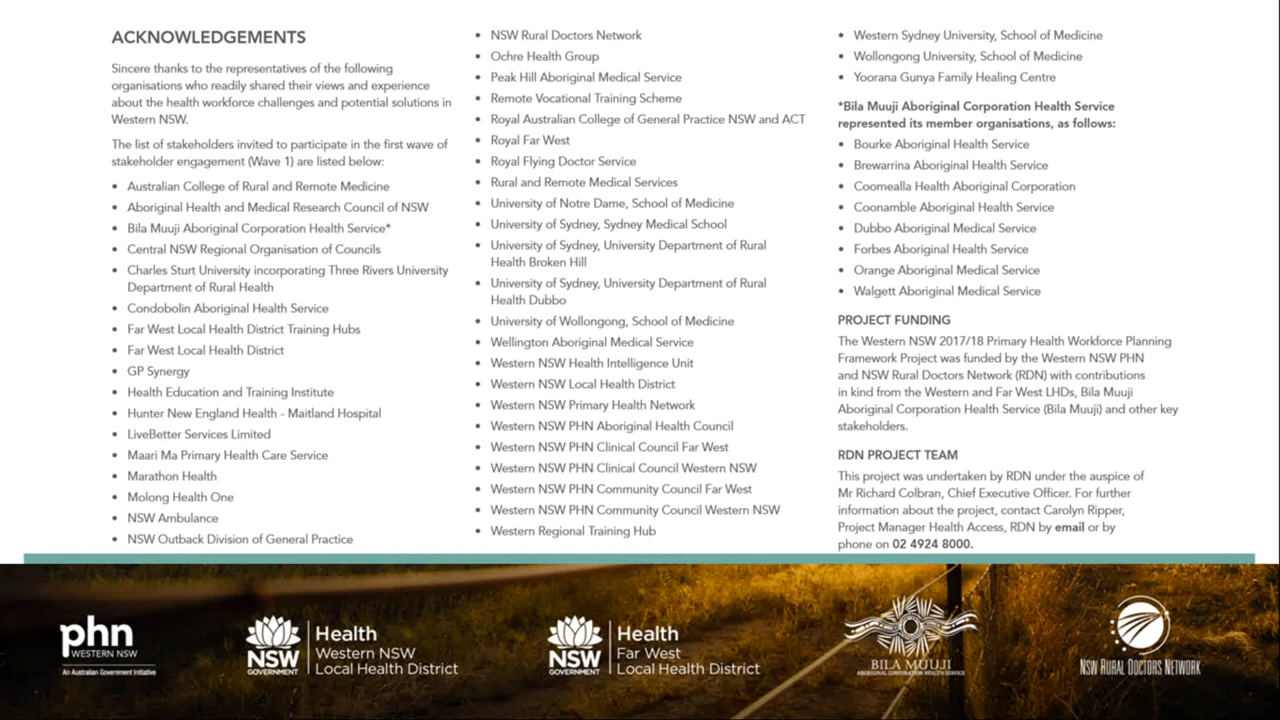 ACKNOWLEDGEMENTS
Sincere thanks to the representatives of the following
organisations who readily shared their views and experience
about the health workforce challenges and potential solutions in
Western NSW.
The list of stakeholders invited to participate in the first wave of
stakeholder engagement (Wave 1) are listed below:
• Australian College of Rural and Remote Medicine
• Aboriginal Health and Medical Research Council of NSW
• Bila Muuji Aboriginal Corporation Health Service*
• Central NSW Regional Organisation of Councils
• Charles Sturt University incorporating Three Rivers University
Department of Rural Health
• Condobolin Aboriginal Health Service
• Far West Local Health District Training Hubs
• Far West Local Health District
• GP Synergy
• Health Education and Training Institute
• Hunter New England Health - Maitland Hospital
• LiveBetter Services Limited
• Maari Ma Primary Health Care Service
• Marathon Health
• Molong Health One
• NSW Ambulance
• NSW Outback Division of General Practice
• NSW Rural Doctors Network
• Ochre Health Group
• Peak Hill Aboriginal Medical Service
• Remote Vocational Training Scheme
• Royal Australian College of General Practice NSW and ACT
• Royal Far West
• Royal Flying Doctor Service
• Rural and Remote Medical Services
• University of Notre Dame, School of Medicine
• University of Sydney, Sydney Medical School
• University of Sydney, University Department of Rural
Health Broken Hill
• University of Sydney, University Department of Rural
Health Dubbo
• University of Wollongong, School of Medicine
• Wellington Aboriginal Medical Service
• Western NSW Health Intelligence Unit
• Western NSW Local Health District
• Western NSW Primary Health Network
• Western NSW PHN Aboriginal Health Council
• Western NSW PHN Clinical Council Far West
• Western NSW PHN Clinical Council Western NSW
• Western NSW PHN Community Council Far West
• Western NSW PHN Community Council Western NSW
• Western Regional Training Hub
• Western Sydney University, School of Medicine
• Wollongong University, School of Medicine
• Yoorana Gunya Family Healing Centre
*Bila Muuji Aboriginal Corporation Health Service
represented its member organisations, as follows:
• Bourke Aboriginal Health Service
• Brewarrina Aboriginal Health Service
• Coomealla Health Aboriginal Corporation
• Coonamble Aboriginal Health Service
• Dubbo Aboriginal Medical Service
• Forbes Aboriginal Health Service
• Orange Aboriginal Medical Service
• Walgett Aboriginal Medical Service
PROJECT FUNDING
The Western NSW 2017/18 Primary Health Workforce Planning
Framework Project was funded by the Western NSW PHN
and NSW Rural Doctors Network (RDN) with contributions
in kind from the Western and Far West LHDs, Bila Muuji
Aboriginal Corporation Health Service (Bila Muuji) and other key
stakeholders.
RDN PROJECT TEAM
This project was undertaken by RDN under the auspice of
Mr Richard Colbran, Chief Executive Officer. For further
information about the project, contact Carolyn Ripper,
Project Manager Health Access, RDN by email or by
phone on 02 4924 8000.
phn
WESTERN NSW
An Australian Government Initiative
NSW
GOVERNMENT
Health
Western NSW
Local Health District
NSW
GOVERNMENT
Health
Far West
Local Health District
BILA MUUJI
ABORIGINAL CORPORATION HEALTH SERVICE
NSW RURAL DOCTORS NETWORK